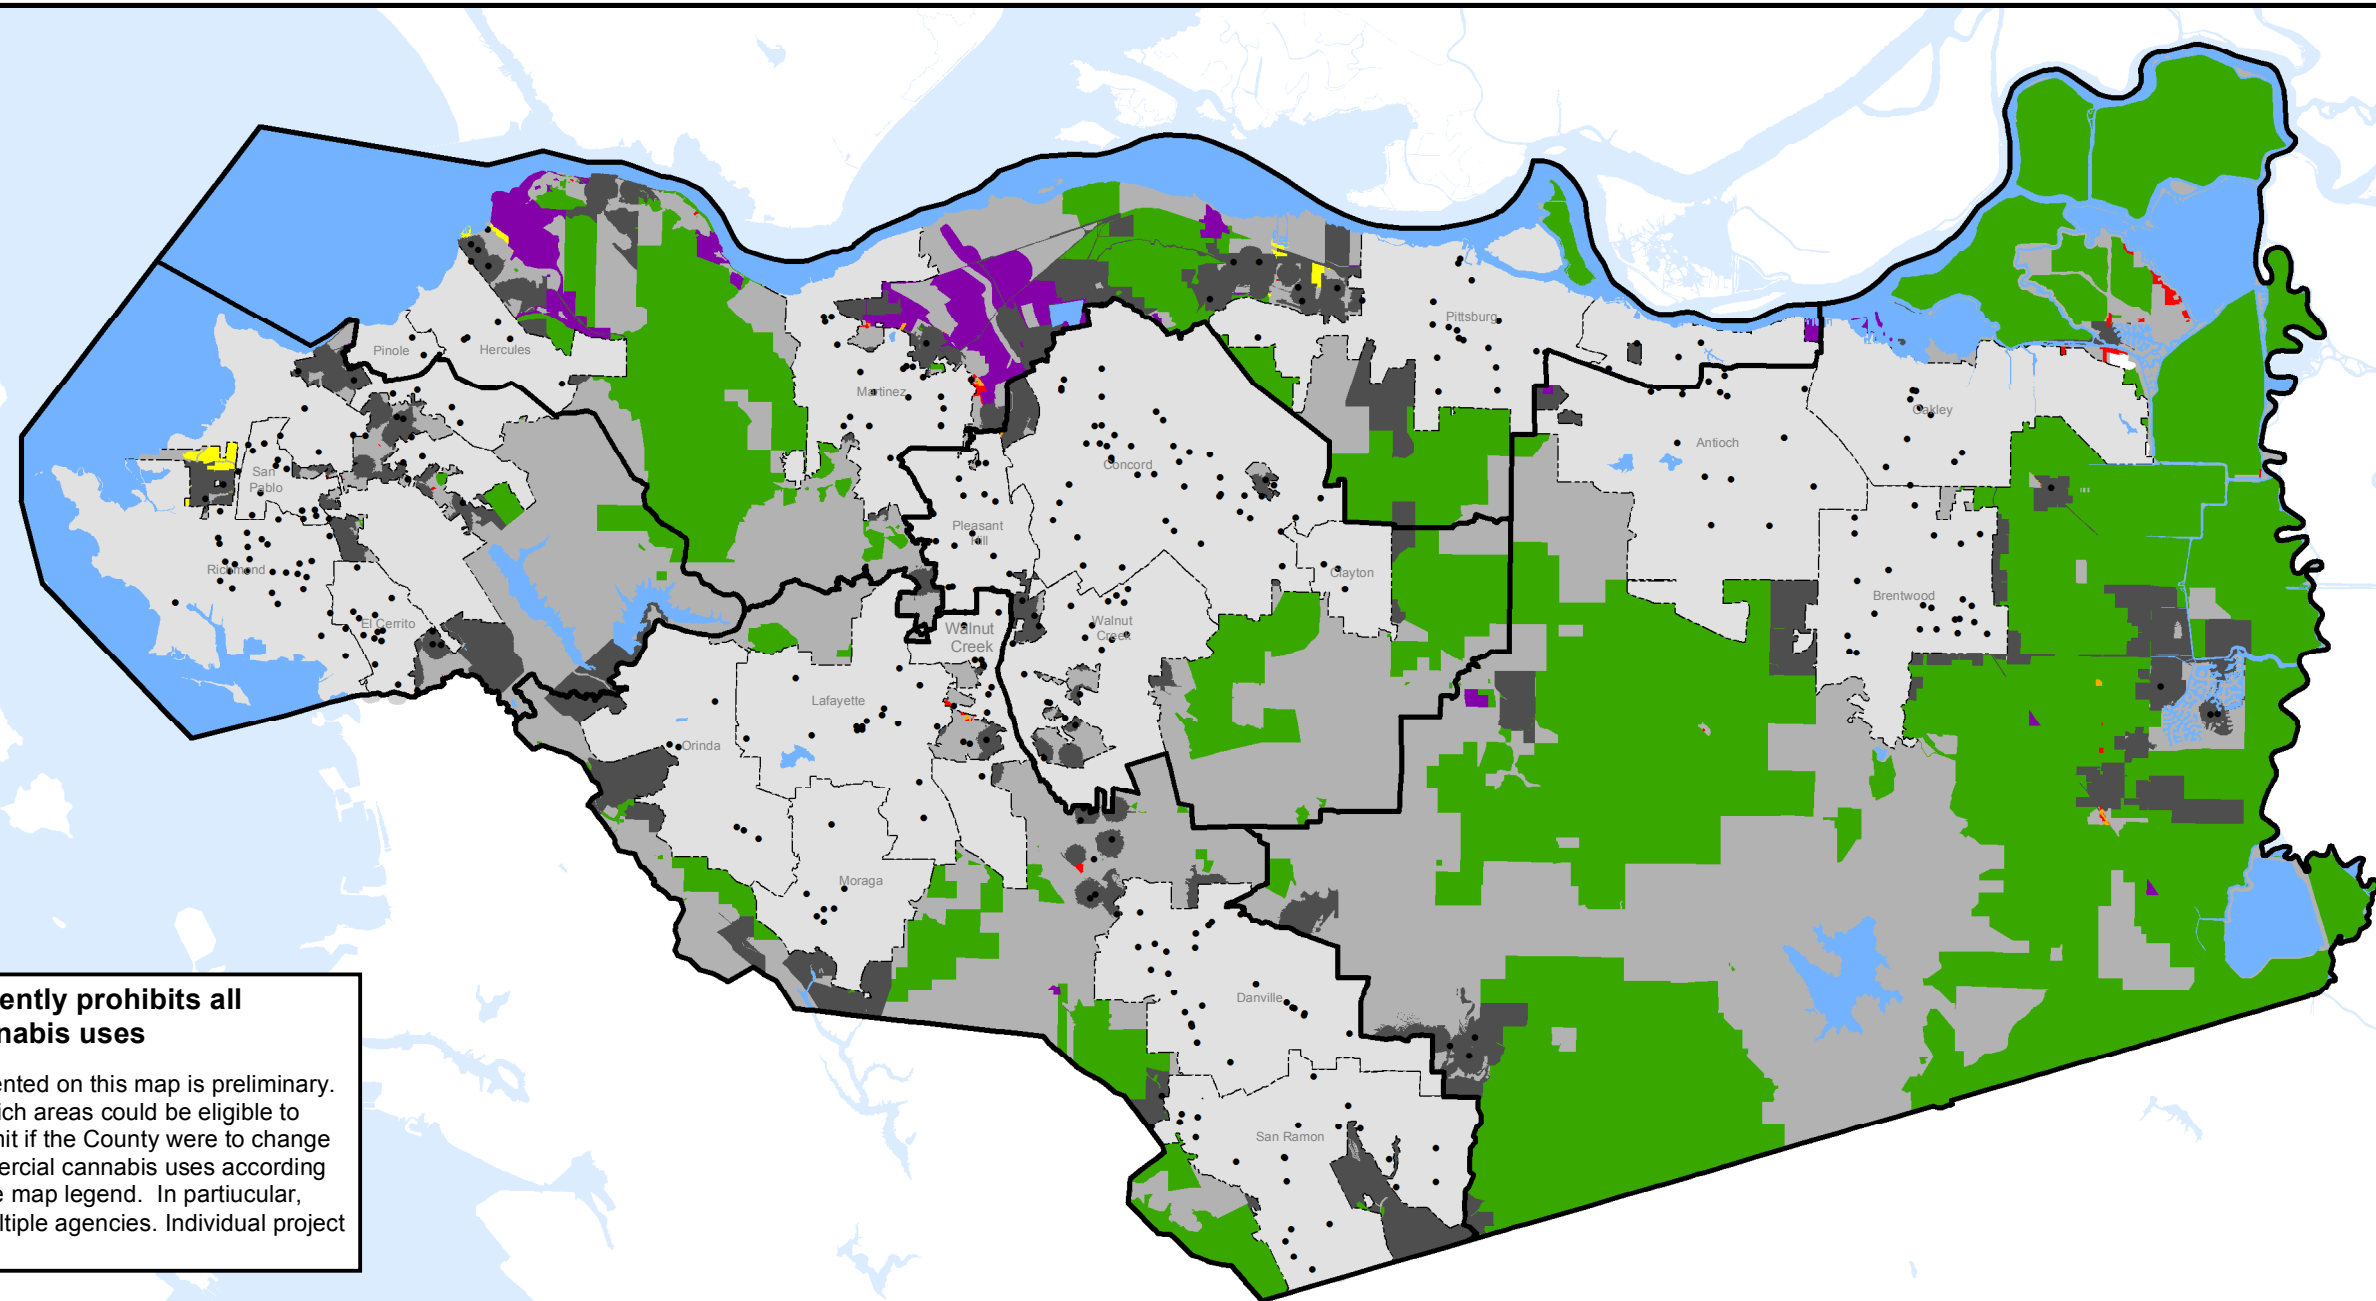 Pinole
Hercules
Martinez
Pittsburg
Oakley
Antioch
San
Pablo
Concord
Pleasant
Hill
Richmond
Clayton
Brentwood
El Cerrito
Walnut
Creek
Walnut
Creek
Lafayette
Orinda
Moraga
Danville
San Ramon
ently prohibits all
nabis uses
ented on this map is preliminary.
ich areas could be eligible to
mit if the County were to change
ercial cannabis uses according
e map legend.  In partiucular,
ultiple agencies. Individual project